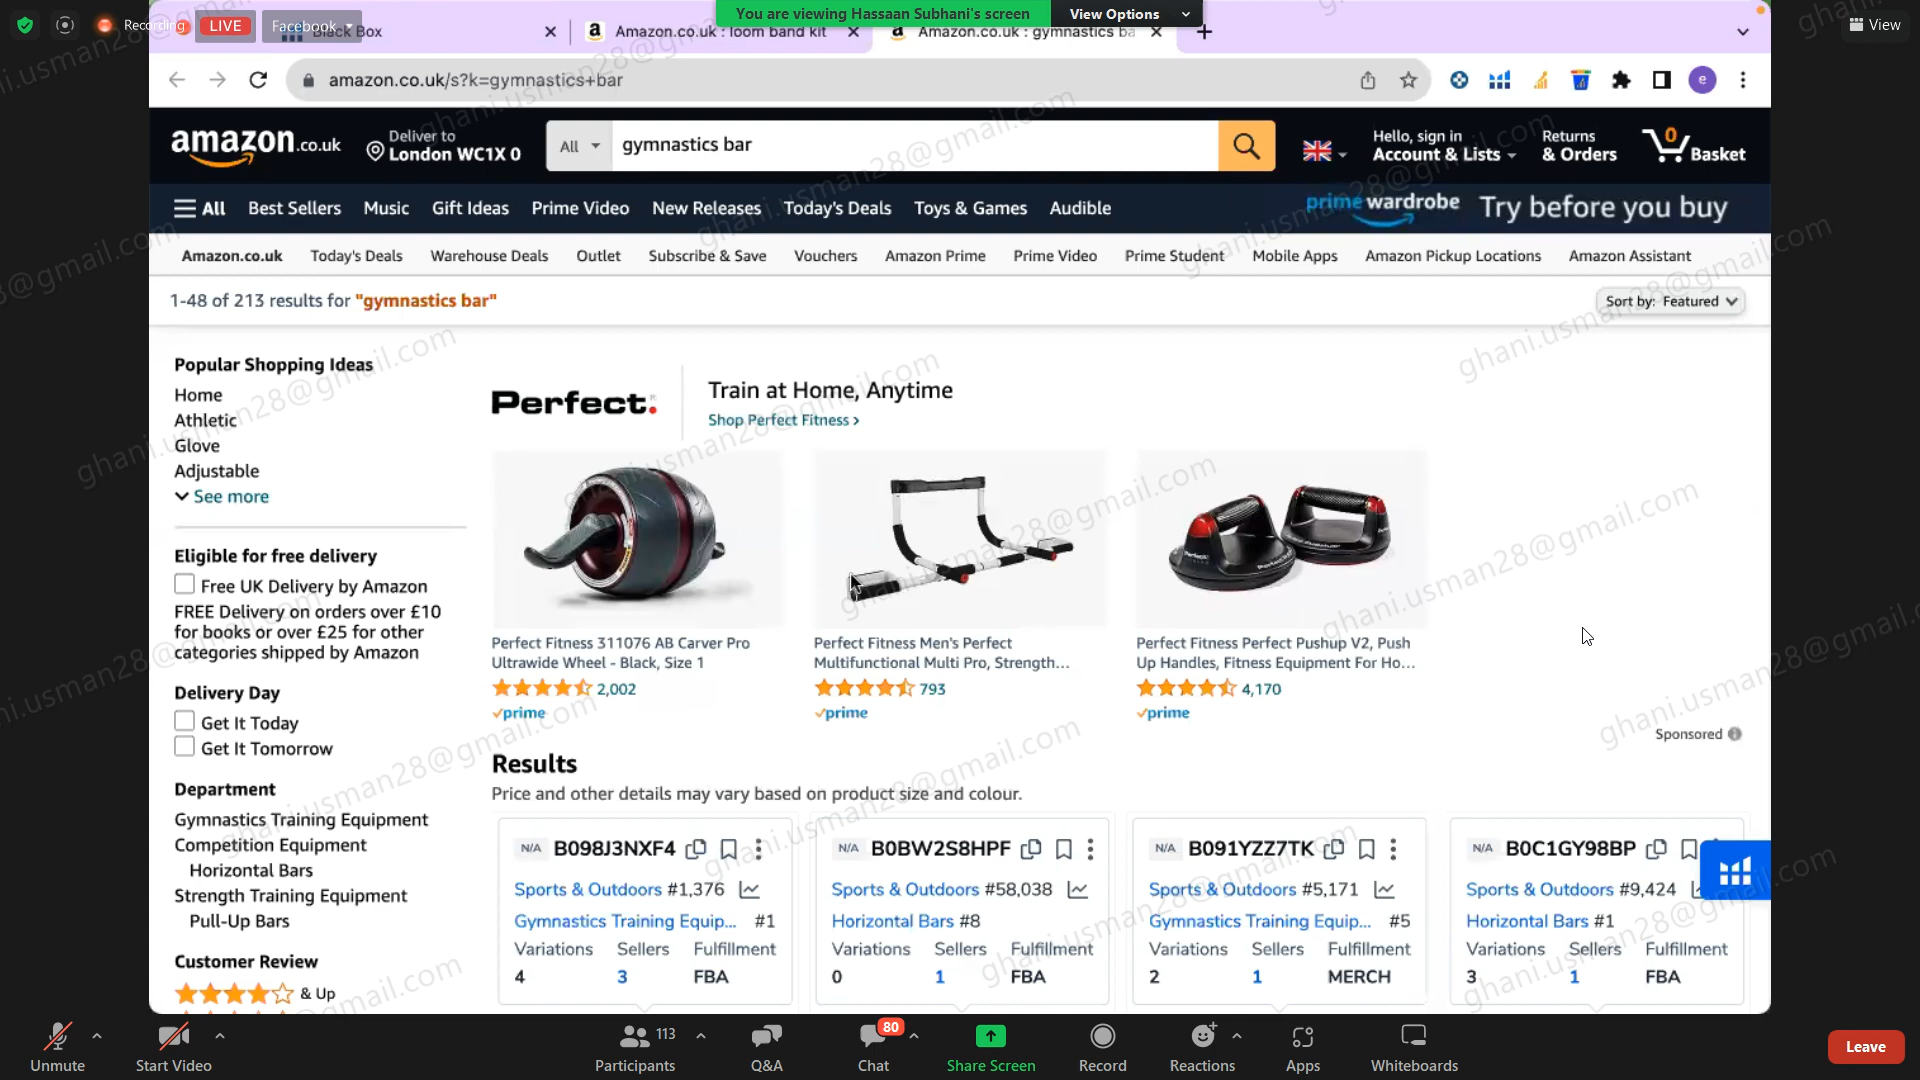 Recording
LIVE
Facebook
You are viewing Hassaan Subhani's screen
View Options
View
Black Box
Amazon.co.uk : loom band kit
Amazon.co.uk : gymnastics ba
amazon.co.uk/s?k=gymnastics+bar
e
amazon.co.uk
Deliver to
London WC1X 0
All
gymnastics bar
Hello, sign in
Account & Lists
Returns
& Orders
0
Basket
All
Best Sellers
Music
Gift Ideas
Prime Video
New Releases
Today's Deals
Toys & Games
Audible
prime wardrobe
Try before you buy
Amazon.co.uk
Today's Deals
Warehouse Deals
Outlet
Subscribe & Save
Vouchers
Amazon Prime
Prime Video
Prime Student
Mobile Apps
Amazon Pickup Locations
Amazon Assistant
1-48 of 213 results for "gymnastics bar"
Sort by: Featured
Popular Shopping Ideas
Home
Athletic
Glove
Adjustable
See more
Eligible for free delivery
Free UK Delivery by Amazon
FREE Delivery on orders over £10
for books or over £25 for other
categories shipped by Amazon
Delivery Day
Get It Today
Get It Tomorrow
Department
Gymnastics Training Equipment
Competition Equipment
Horizontal Bars
Strength Training Equipment
Pull-Up Bars
Customer Review
& Up
Perfect.
Train at Home, Anytime
Shop Perfect Fitness ›
Perfect Fitness 311076 AB Carver Pro
Ultrawide Wheel - Black, Size 1
2,002
prime
Perfect Fitness Men's Perfect
Multifunctional Multi Pro, Strength...
793
prime
Perfect Fitness Perfect Pushup V2, Push
Up Handles, Fitness Equipment For Ho...
4,170
prime
Sponsored
Results
Price and other details may vary based on product size and colour.
N/A B098J3NXF4
Sports & Outdoors #1,376
Gymnastics Training Equip... #1
Variations Sellers Fulfillment
4 3 FBA
N/A B0BW2S8HPF
Sports & Outdoors #58,038
Horizontal Bars #8
Variations Sellers Fulfillment
0 1 FBA
N/A B091YZZ7TK
Sports & Outdoors #5,171
Gymnastics Training Equip... #5
Variations Sellers Fulfillment
2 1 MERCH
N/A B0C1GY98BP
Sports & Outdoors #9,424
Horizontal Bars #1
Variations Sellers Fulfillment
3 1 FBA
ghani.usman28@gmail.com
Unmute
Start Video
Participants
113
Q&A
Chat
80
Share Screen
Record
Reactions
Apps
Whiteboards
Leave